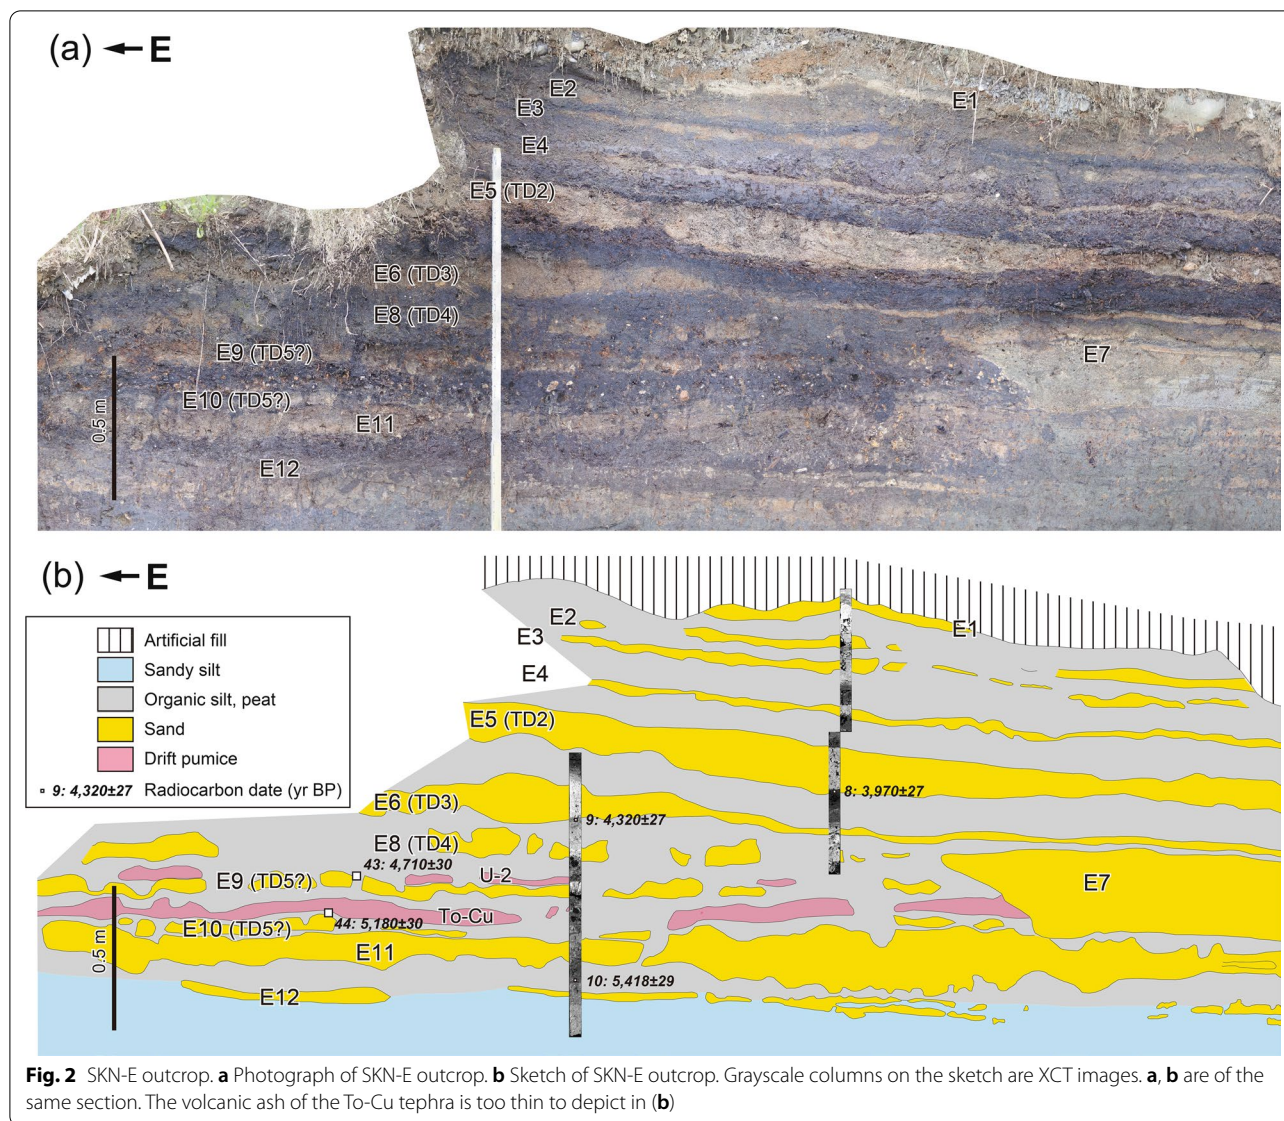 (a) ← E
E2
E1
E3
E4
E5 (TD2)
E6 (TD3)
E8 (TD4)
E7
E9 (TD5?)
E10 (TD5?)
E11
E12
0.5 m
(b) ← E
Artificial fill
Sandy silt
Organic silt, peat
Sand
Drift pumice
9: 4,320±27 Radiocarbon date (yr BP)
E2
E1
E3
E4
E5 (TD2)
8: 3,970±27
E6 (TD3)
9: 4,320±27
E8 (TD4)
43: 4,710±30
U-2
E9 (TD5?)
E7
To-Cu
E10 (TD5?)
44: 5,180±30
E11
10: 5,418±29
E12
0.5 m
Fig. 2 SKN-E outcrop. a Photograph of SKN-E outcrop. b Sketch of SKN-E outcrop. Grayscale columns on the sketch are XCT images. a, b are of the
same section. The volcanic ash of the To-Cu tephra is too thin to depict in (b)